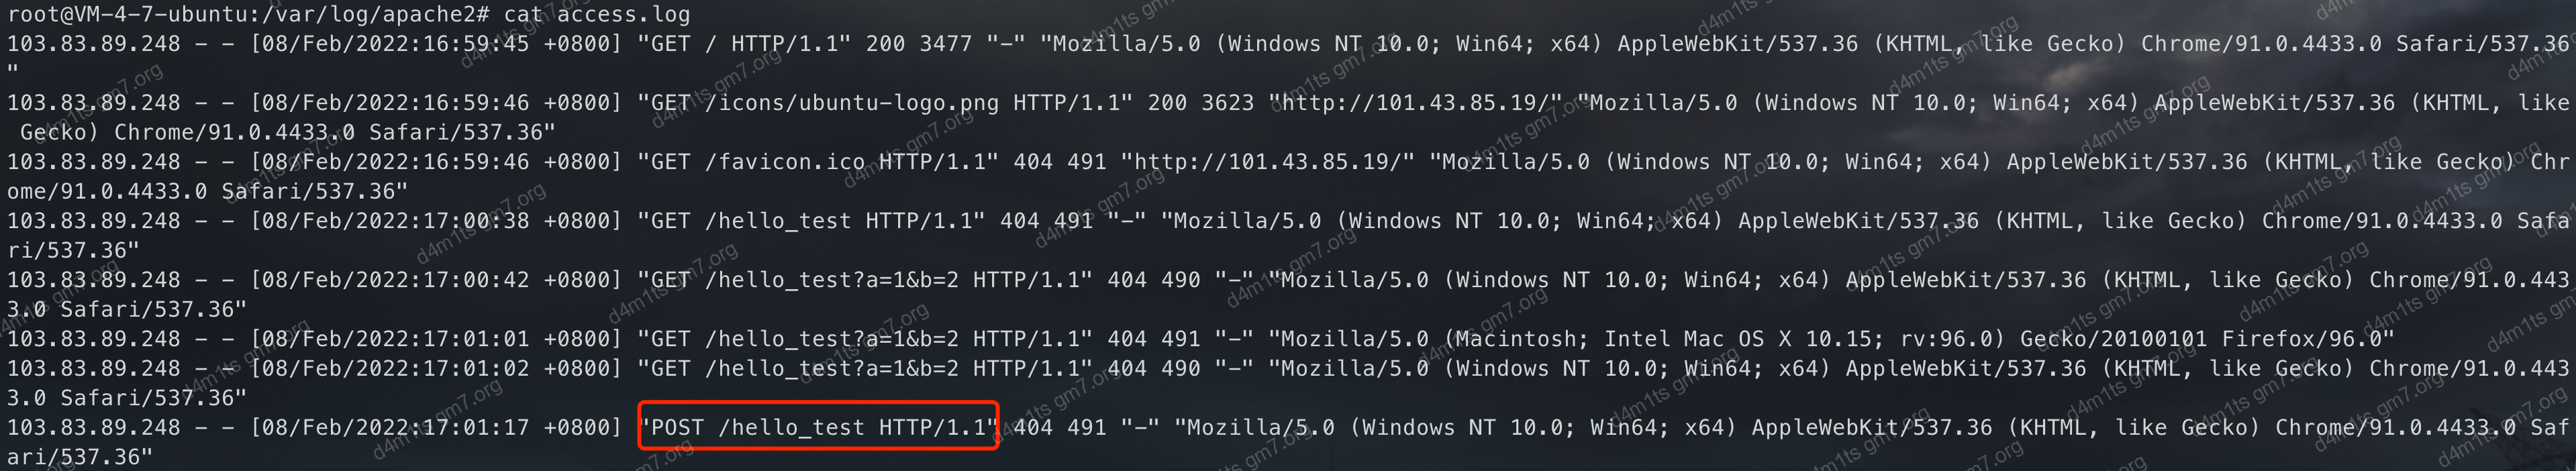 root@VM-4-7-ubuntu:/var/log/apache2# cat access.log
103.83.89.248 - - [08/Feb/2022:16:59:45 +0800] "GET / HTTP/1.1" 200 3477 "-" "Mozilla/5.0 (Windows NT 10.0; Win64; x64) AppleWebKit/537.36 (KHTML, like Gecko) Chrome/91.0.4433.0 Safari/537.36
"
103.83.89.248 - - [08/Feb/2022:16:59:46 +0800] "GET /icons/ubuntu-logo.png HTTP/1.1" 200 3623 "http://101.43.85.19/" "Mozilla/5.0 (Windows NT 10.0; Win64; x64) AppleWebKit/537.36 (KHTML, like
 Gecko) Chrome/91.0.4433.0 Safari/537.36"
103.83.89.248 - - [08/Feb/2022:16:59:46 +0800] "GET /favicon.ico HTTP/1.1" 404 491 "http://101.43.85.19/" "Mozilla/5.0 (Windows NT 10.0; Win64; x64) AppleWebKit/537.36 (KHTML, like Gecko) Chr
ome/91.0.4433.0 Safari/537.36"
103.83.89.248 - - [08/Feb/2022:17:00:38 +0800] "GET /hello_test HTTP/1.1" 404 491 "-" "Mozilla/5.0 (Windows NT 10.0; Win64; x64) AppleWebKit/537.36 (KHTML, like Gecko) Chrome/91.0.4433.0 Safa
ri/537.36"
103.83.89.248 - - [08/Feb/2022:17:00:42 +0800] "GET /hello_test?a=1&b=2 HTTP/1.1" 404 490 "-" "Mozilla/5.0 (Windows NT 10.0; Win64; x64) AppleWebKit/537.36 (KHTML, like Gecko) Chrome/91.0.443
3.0 Safari/537.36"
103.83.89.248 - - [08/Feb/2022:17:01:01 +0800] "GET /hello_test?a=1&b=2 HTTP/1.1" 404 491 "-" "Mozilla/5.0 (Macintosh; Intel Mac OS X 10.15; rv:96.0) Gecko/20100101 Firefox/96.0"
103.83.89.248 - - [08/Feb/2022:17:01:02 +0800] "GET /hello_test?a=1&b=2 HTTP/1.1" 404 490 "-" "Mozilla/5.0 (Windows NT 10.0; Win64; x64) AppleWebKit/537.36 (KHTML, like Gecko) Chrome/91.0.443
3.0 Safari/537.36"
103.83.89.248 - - [08/Feb/2022:17:01:17 +0800] "POST /hello_test HTTP/1.1" 404 491 "-" "Mozilla/5.0 (Windows NT 10.0; Win64; x64) AppleWebKit/537.36 (KHTML, like Gecko) Chrome/91.0.4433.0 Saf
ari/537.36"
d4m1ts gm7.org